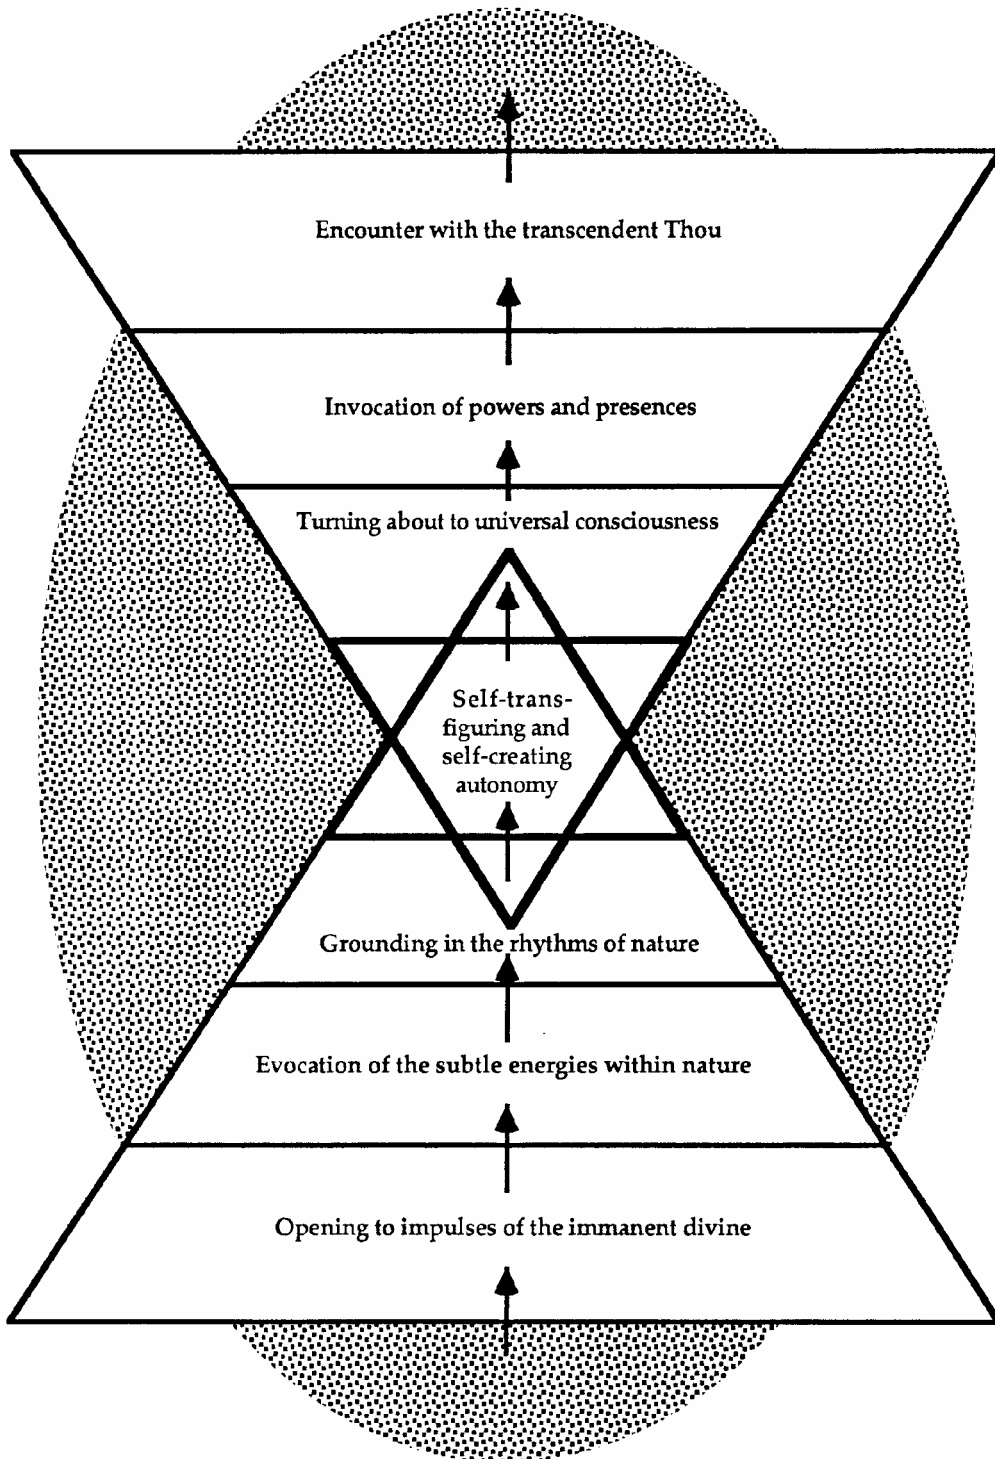 Encounter with the transcendent Thou
Invocation of powers and presences
Turning about to universal consciousness
Self-trans-
figuring and
self-creating
autonomy
Grounding in the rhythms of nature
Evocation of the subtle energies within nature
Opening to impulses of the immanent divine